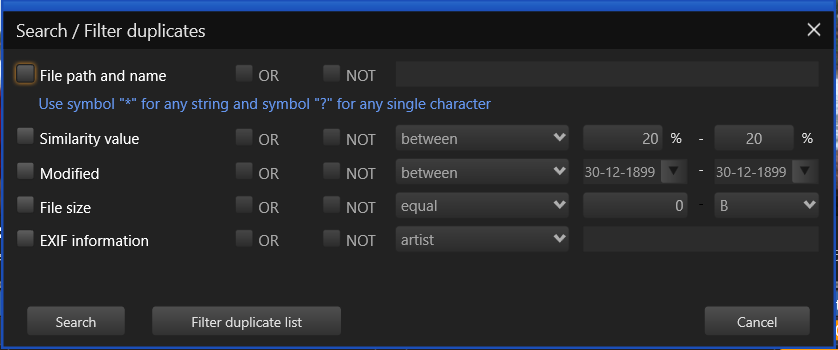 Search / Filter duplicates
File path and name OR NOT
Use symbol "*" for any string and symbol "?" for any single character
Similarity value OR NOT between 20 % - 20 %
Modified OR NOT between 30-12-1899 - 30-12-1899
File size OR NOT equal 0 - B
EXIF information OR NOT artist
Search Filter duplicate list Cancel